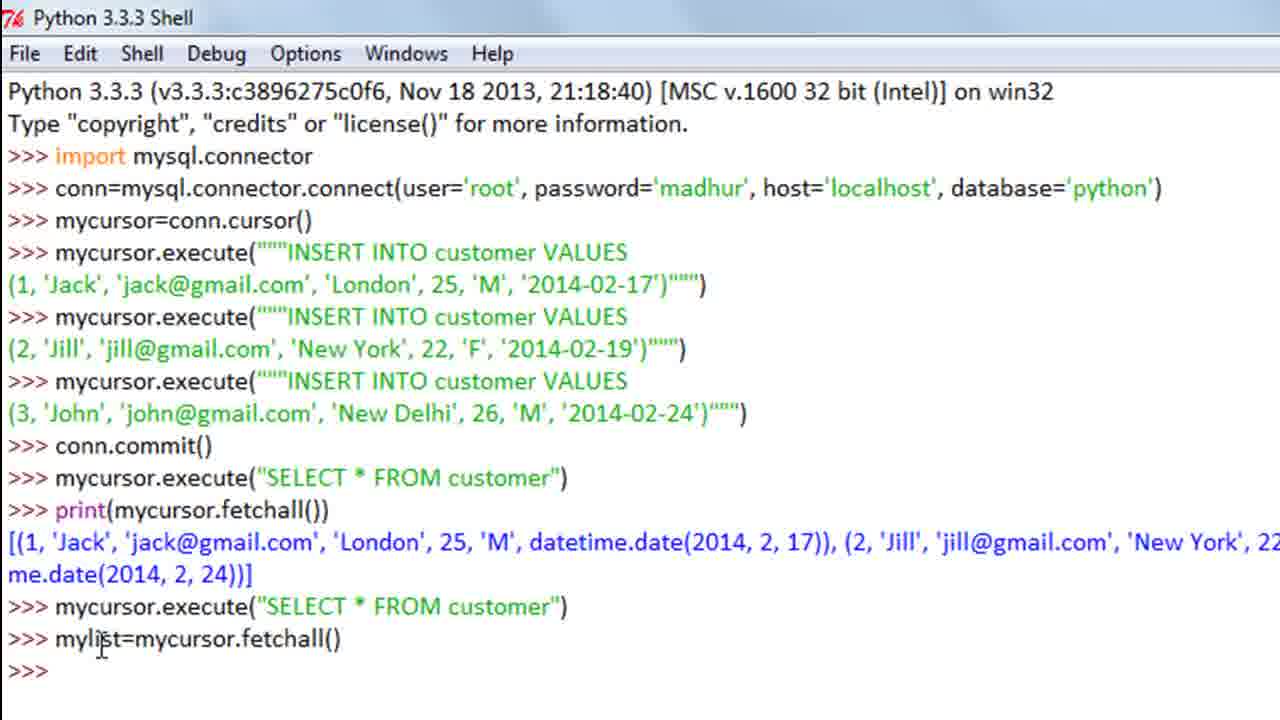 Python 3.3.3 Shell
File Edit Shell Debug Options Windows Help
Python 3.3.3 (v3.3.3:c3896275c0f6, Nov 18 2013, 21:18:40) [MSC v.1600 32 bit (Intel)] on win32
Type "copyright", "credits" or "license()" for more information.
>>> import mysql.connector
>>> conn=mysql.connector.connect(user='root', password='madhur', host='localhost', database='python')
>>> mycursor=conn.cursor()
>>> mycursor.execute("""INSERT INTO customer VALUES
(1, 'Jack', 'jack@gmail.com', 'London', 25, 'M', '2014-02-17')""")
>>> mycursor.execute("""INSERT INTO customer VALUES
(2, 'Jill', 'jill@gmail.com', 'New York', 22, 'F', '2014-02-19')""")
>>> mycursor.execute("""INSERT INTO customer VALUES
(3, 'John', 'john@gmail.com', 'New Delhi', 26, 'M', '2014-02-24')""")
>>> conn.commit()
>>> mycursor.execute("SELECT * FROM customer")
>>> print(mycursor.fetchall())
[(1, 'Jack', 'jack@gmail.com', 'London', 25, 'M', datetime.date(2014, 2, 17)), (2, 'Jill', 'jill@gmail.com', 'New York', 22
me.date(2014, 2, 24))]
>>> mycursor.execute("SELECT * FROM customer")
>>> mylist=mycursor.fetchall()
>>>